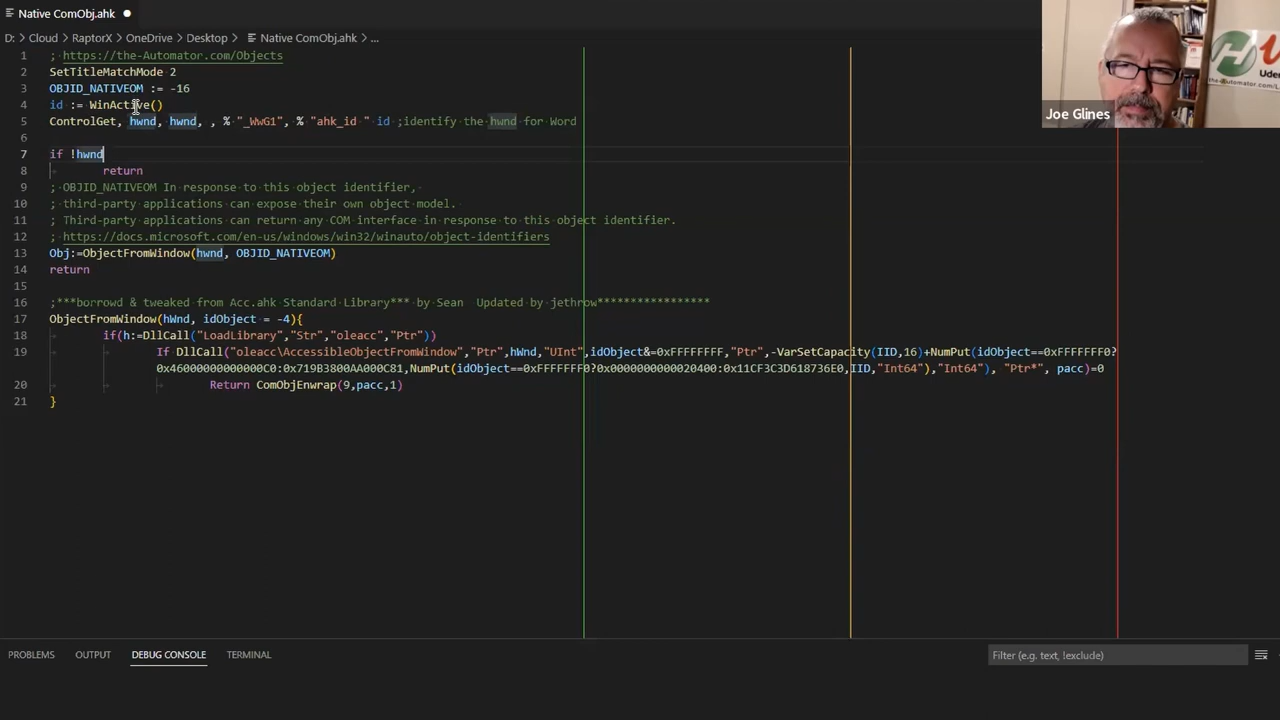 Native ComObj.ahk
D: > Cloud > RaptorX > OneDrive > Desktop > Native ComObj.ahk > ...
1 ; https://the-Automator.com/Objects
2 SetTitleMatchMode 2
3 OBJID_NATIVEOM := -16
4 id := WinActive()
5 ControlGet, hwnd, hwnd, , % "_WwG1", % "ahk_id " id ;identify the hwnd for Word
6
7 if !hwnd
8 return
9 ; OBJID_NATIVEOM In response to this object identifier,
10 ; third-party applications can expose their own object model.
11 ; Third-party applications can return any COM interface in response to this object identifier.
12 ; https://docs.microsoft.com/en-us/windows/win32/winauto/object-identifiers
13 Obj:=ObjectFromWindow(hwnd, OBJID_NATIVEOM)
14 return
15
16 ;***borrowd & tweaked from Acc.ahk Standard Library*** by Sean  Updated by jethrow*****************
17 ObjectFromWindow(hWnd, idObject = -4){
18 if(h:=DllCall("LoadLibrary","Str","oleacc","Ptr"))
19 If DllCall("oleacc\AccessibleObjectFromWindow","Ptr",hWnd,"UInt",idObject&=0xFFFFFFFF,"Ptr",-VarSetCapacity(IID,16)+NumPut(idObject==0xFFFFFFF0?
0x46000000000000C0:0x719B3800AA000C81,NumPut(idObject==0xFFFFFFF0?0x0000000000020400:0x11CF3C3D618736E0,IID,"Int64"),"Int64"), "Ptr*", pacc)=0
20 Return ComObjEnwrap(9,pacc,1)
21 }
Joe Glines
Udem
the-Automator.com/L
PROBLEMS OUTPUT DEBUG CONSOLE TERMINAL
Filter (e.g. text, !exclude)